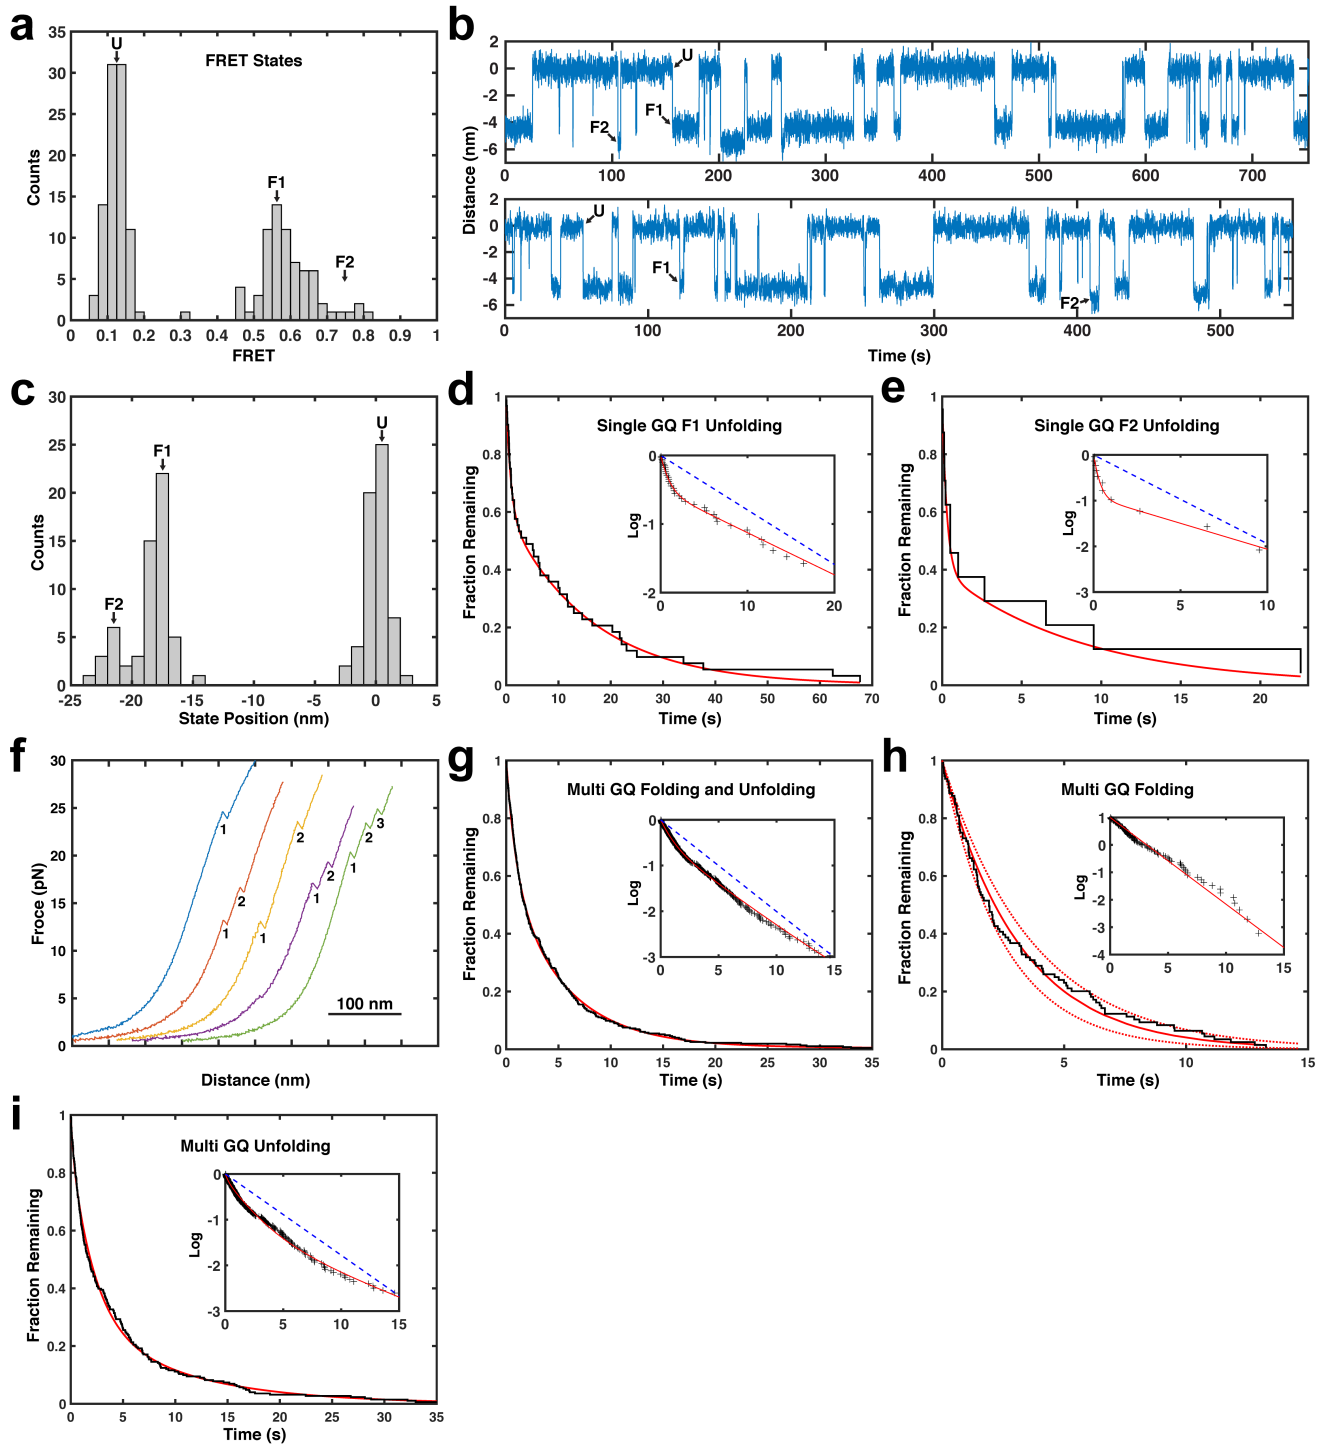 a
35
30
25
20
15
10
5
0
Counts
U
FRET States
F1
F2
0 0.1 0.2 0.3 0.4 0.5 0.6 0.7 0.8 0.9 1
FRET
b
2
0
-2
-4
-6
U
F1
F2
0 100 200 300 400 500 600 700
Distance (nm)
2
0
-2
-4
-6
U
F1
F2
0 100 200 300 400 500
Time (s)
c
30
25
20
15
10
5
0
Counts
F2
F1
U
-25 -20 -15 -10 -5 0 5
State Position (nm)
d
1
0.8
0.6
0.4
0.2
0
Fraction Remaining
Single GQ F1 Unfolding
0
-1
-2
Log
0 10 20
0 10 20 30 40 50 60 70
Time (s)
e
1
0.8
0.6
0.4
0.2
0
Fraction Remaining
Single GQ F2 Unfolding
0
-1
-2
-3
Log
0 5 10
0 5 10 15 20
Time (s)
f
30
25
20
15
10
5
0
Froce (pN)
1
1
2
1
2
1
2
1
2
3
100 nm
Distance (nm)
g
1
0.8
0.6
0.4
0.2
0
Fraction Remaining
Multi GQ Folding and Unfolding
0
-1
-2
-3
Log
0 5 10 15
0 5 10 15 20 25 30 35
Time (s)
h
1
0.8
0.6
0.4
0.2
0
Fraction Remaining
Multi GQ Folding
1
0
-1
-2
-3
-4
Log
0 5 10 15
0 5 10 15
Time (s)
i
1
0.8
0.6
0.4
0.2
0
Fraction Remaining
Multi GQ Unfolding
0
-1
-2
-3
Log
0 5 10 15
0 5 10 15 20 25 30 35
Time (s)